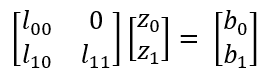 [l₀₀ 0] [z₀] = [b₀]
[l₁₀ l₁₁] [z₁] [b₁]